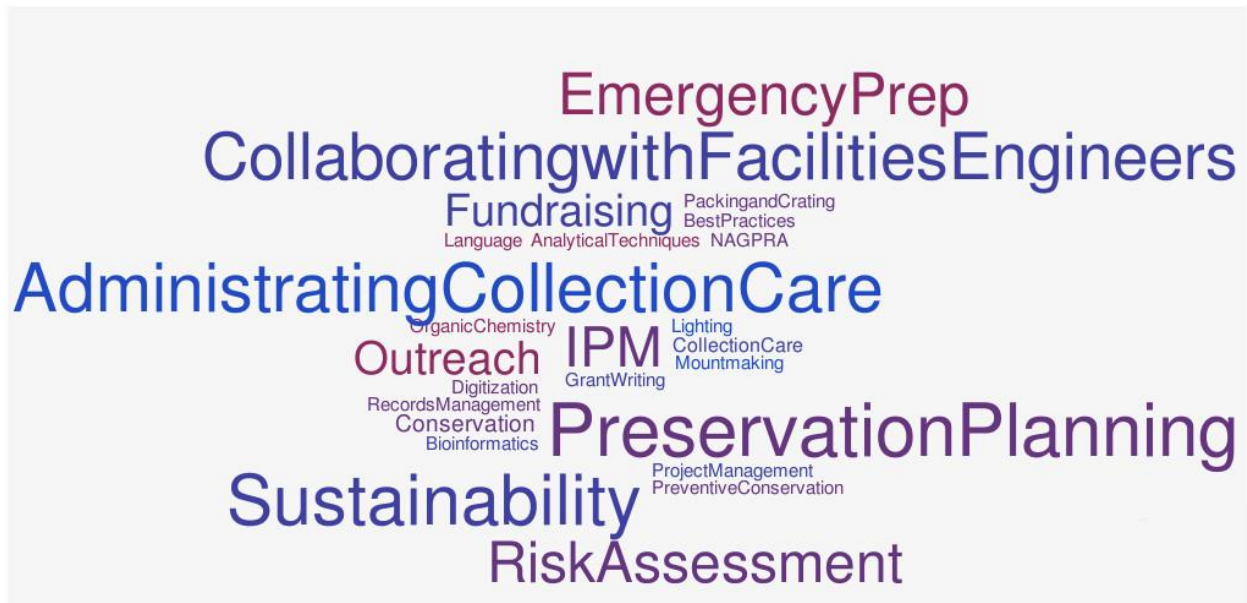 EmergencyPrep
CollaboratingwithFacilitiesEngineers
Fundraising PackingandCrating
BestPractices
Language AnalyticalTechniques NAGPRA
AdministratingCollectionCare
OrganicChemistry
Outreach IPM Lighting
CollectionCare
Mountmaking
GrantWriting
Digitization
RecordsManagement
Conservation
Bioinformatics
PreservationPlanning
ProjectManagement
PreventiveConservation
Sustainability
RiskAssessment